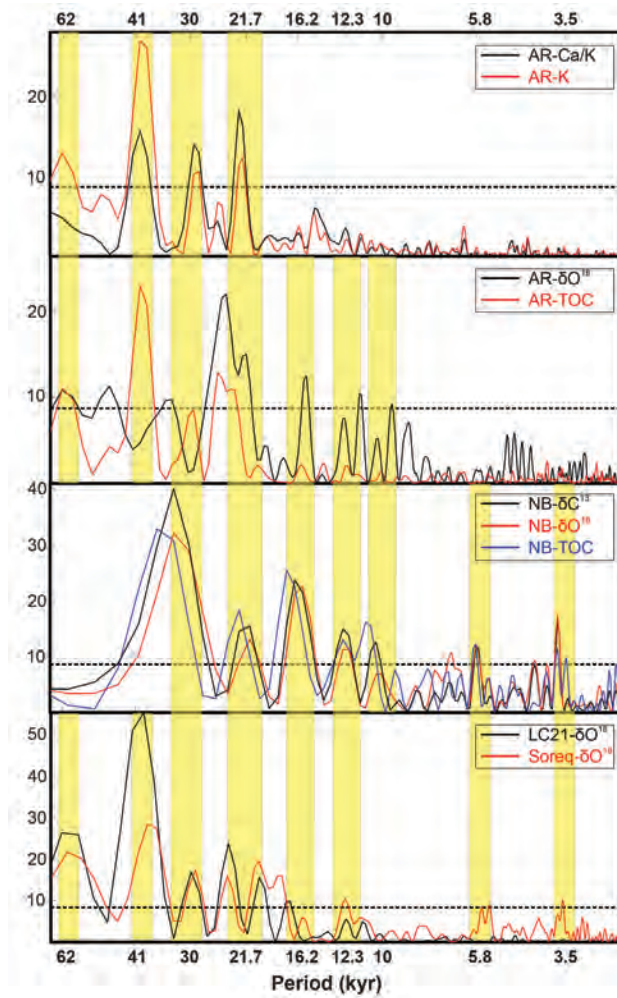 62 41 30 21.7 16.2 12.3 10 5.8 3.5
AR-Ca/K
AR-K
20
10
AR-δO¹⁸
AR-TOC
20
10
NB-δC¹³
NB-δO¹⁸
NB-TOC
40
30
20
10
LC21-δO¹⁸
Soreq-δO¹⁸
50
40
30
20
10
62 41 30 21.7 16.2 12.3 10 5.8 3.5
Period (kyr)